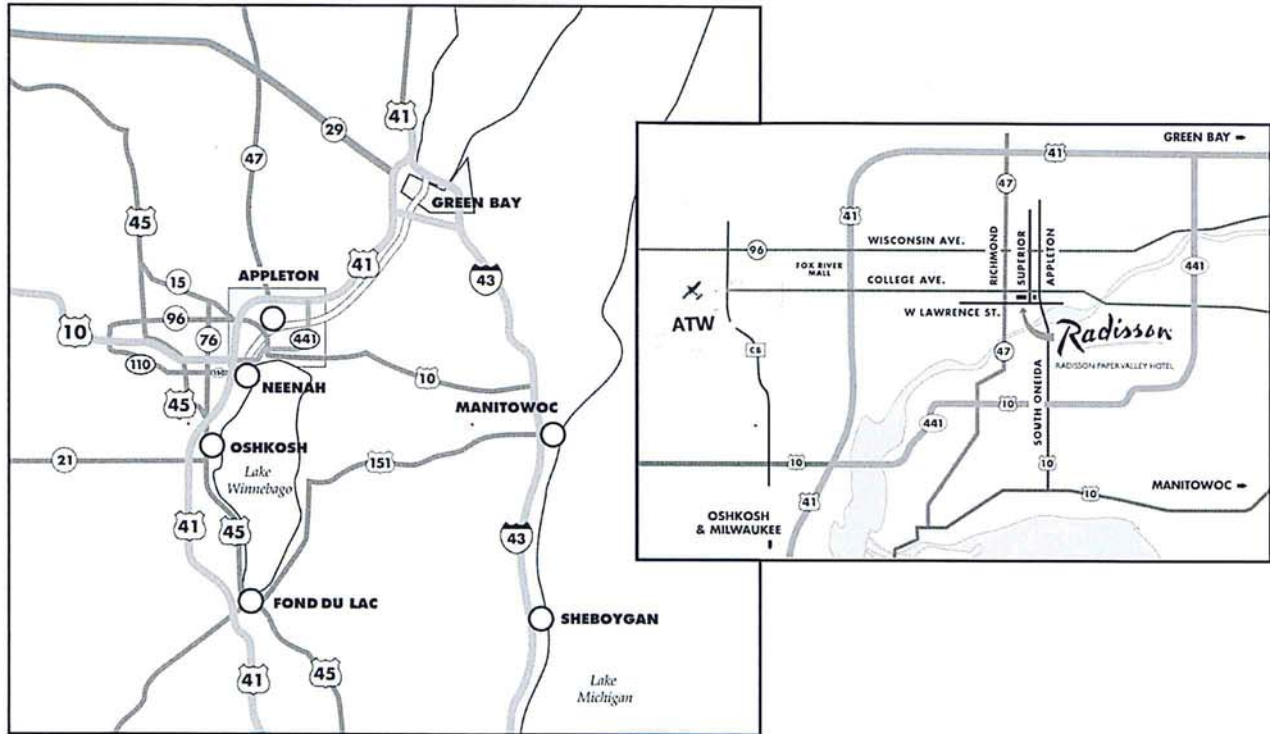 41
29
47
GREEN BAY
45
APPLETON
41
43
15
10
96
76
441
110
NEENAH
10
45
MANITOWOC
OSHKOSH
21
Lake
Winnebago
151
41
45
43
FOND DU LAC
SHEBOYGAN
41
45
Lake
Michigan
GREEN BAY
41
47
41
WISCONSIN AVE.
96
RICHMOND
SUPERIOR
APPLETON
FOX RIVER
MALL
441
COLLEGE AVE.
ATW
W LAWRENCE ST.
Radisson
RADISSON PAPER VALLEY HOTEL
CB
47
10
441
SOUTH ONEIDA
10
10
MANITOWOC
10
41
OSHKOSH
& MILWAUKEE